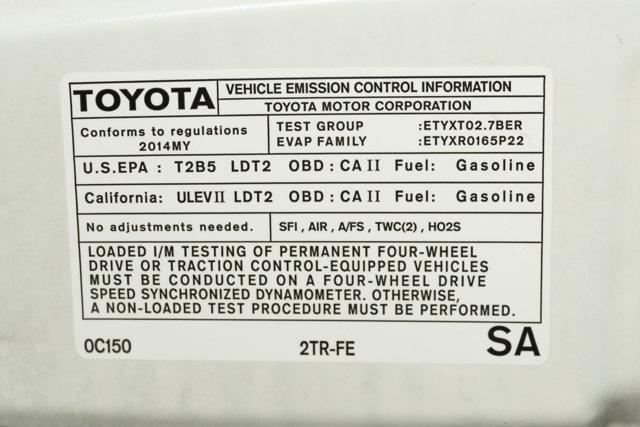 TOYOTA
VEHICLE EMISSION CONTROL INFORMATION
TOYOTA MOTOR CORPORATION
Conforms to regulations
2014MY
TEST GROUP :ETYXT02.7BER
EVAP FAMILY :ETYXR0165P22
U.S.EPA : T2B5 LDT2 OBD : CA II Fuel: Gasoline
California: ULEV II LDT2 OBD : CA II Fuel: Gasoline
No adjustments needed.
SFI , AIR , A/FS , TWC(2) , HO2S
LOADED I/M TESTING OF PERMANENT FOUR-WHEEL
DRIVE OR TRACTION CONTROL-EQUIPPED VEHICLES
MUST BE CONDUCTED ON A FOUR-WHEEL DRIVE
SPEED SYNCHRONIZED DYNAMOMETER. OTHERWISE,
A NON-LOADED TEST PROCEDURE MUST BE PERFORMED.
0C150 2TR-FE SA